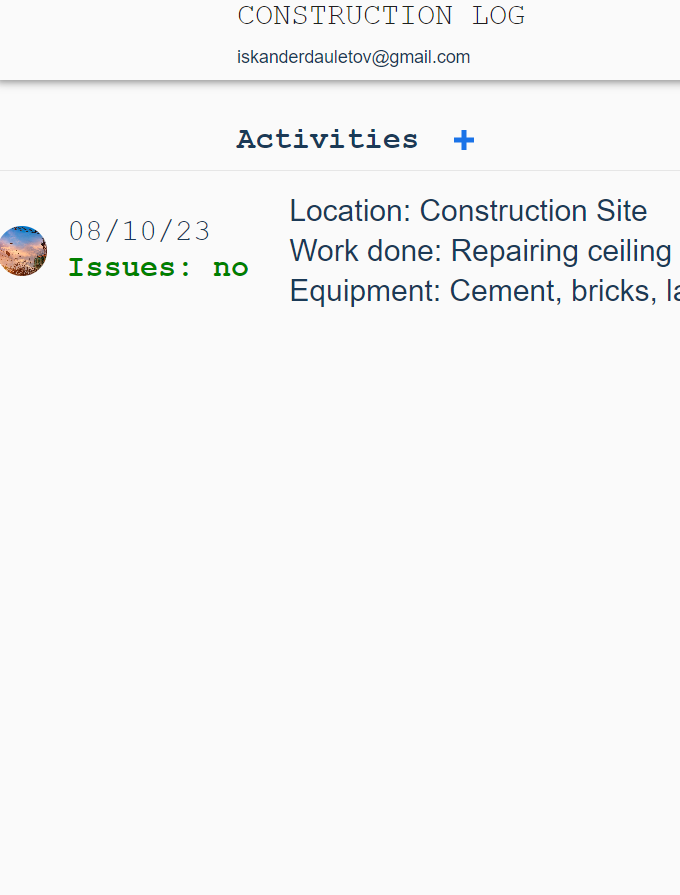 CONSTRUCTION LOG
iskanderdauletov@gmail.com
Activities +
08/10/23
Issues: no
Location: Construction Site
Work done: Repairing ceiling
Equipment: Cement, bricks,